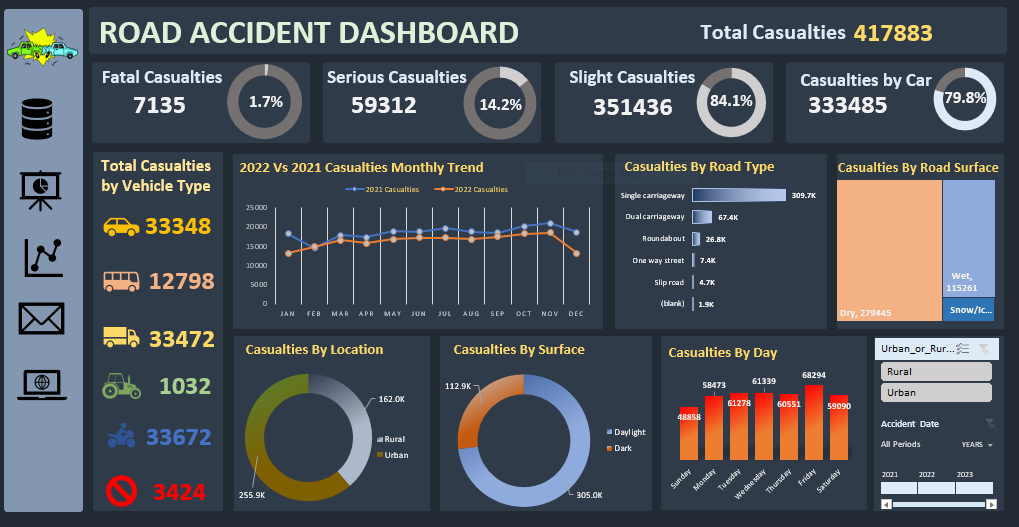 ROAD ACCIDENT DASHBOARD
Total Casualties 417883
Fatal Casualties
7135
1.7%
Serious Casualties
59312
14.2%
Slight Casualties
351436
84.1%
Casualties by Car
333485
79.8%
Total Casualties
by Vehicle Type
33348
12798
33472
1032
33672
3424
2022 Vs 2021 Casualties Monthly Trend
2021 Casualties
2022 Casualties
25000
20000
15000
10000
5000
0
JAN FEB MAR APR MAY JUN JUL AUG SEP OCT NOV DEC
Casualties By Road Type
Single carriageway 309.7K
Dual carriageway 67.4K
Roundabout 26.8K
One way street 7.4K
Slip road 4.7K
(blank) 1.9K
Casualties By Road Surface
Dry, 279445
Wet,
115261
Snow/Ic...
Casualties By Location
162.0K
Rural
Urban
255.9K
Casualties By Surface
112.9K
Daylight
Dark
305.0K
Casualties By Day
48858
58473
61278
61339
60551
68294
59090
Sunday
Monday
Tuesday
Wednesday
Thursday
Friday
Saturday
Urban_or_Rur...
Rural
Urban
Accident Date
All Periods YEARS
2021 2022 2023